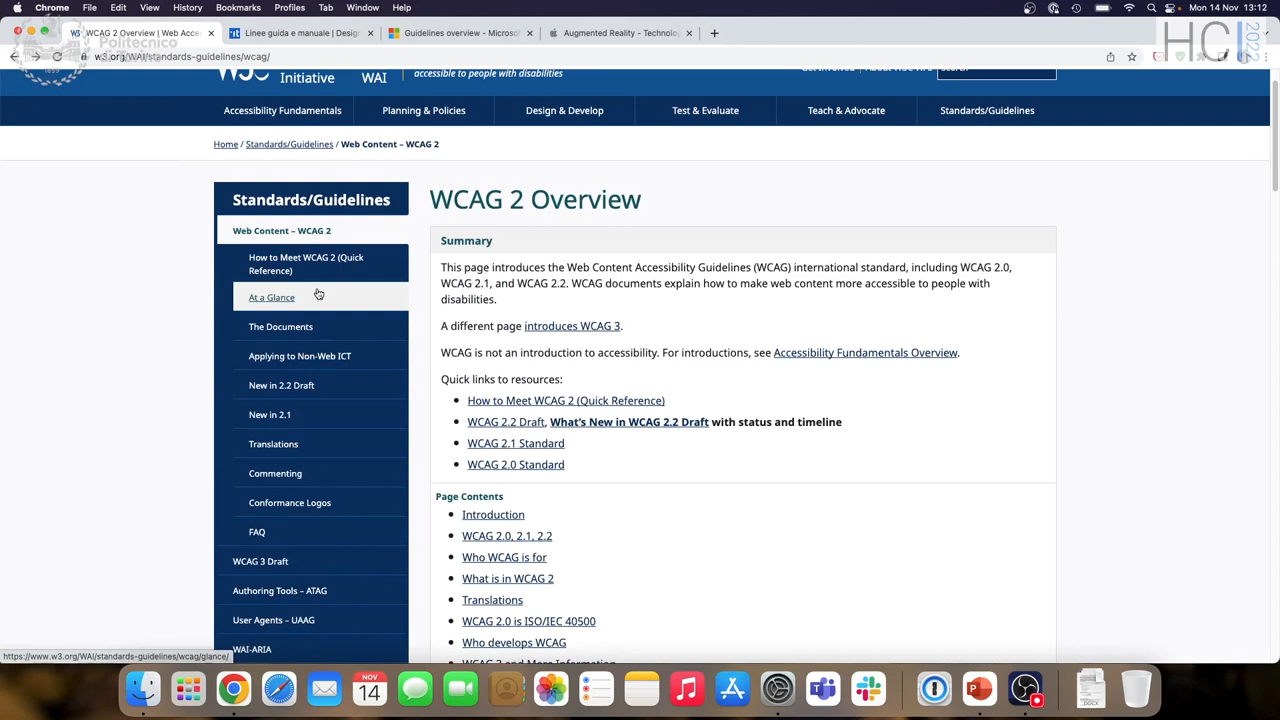 Chrome File Edit View History Bookmarks Profiles Tab Window Help Mon 14 Nov 13:12
WCAG 2 Overview | Web Acces Linee guida e manuale | Design Guidelines overview - Microsoft Augmented Reality - Technolog
w3.org/WAI/standards-guidelines/wcag/
Politecnico
di Torino
1859
HCI 2022
Initiative WAI accessible to people with disabilities
Accessibility Fundamentals Planning & Policies Design & Develop Test & Evaluate Teach & Advocate Standards/Guidelines
Home / Standards/Guidelines / Web Content – WCAG 2
Standards/Guidelines
Web Content – WCAG 2
How to Meet WCAG 2 (Quick
Reference)
At a Glance
The Documents
Applying to Non-Web ICT
New in 2.2 Draft
New in 2.1
Translations
Commenting
Conformance Logos
FAQ
WCAG 3 Draft
Authoring Tools – ATAG
User Agents – UAAG
WAI-ARIA
WCAG 2 Overview
Summary
This page introduces the Web Content Accessibility Guidelines (WCAG) international standard, including WCAG 2.0,
WCAG 2.1, and WCAG 2.2. WCAG documents explain how to make web content more accessible to people with
disabilities.
A different page introduces WCAG 3.
WCAG is not an introduction to accessibility. For introductions, see Accessibility Fundamentals Overview.
Quick links to resources:
How to Meet WCAG 2 (Quick Reference)
WCAG 2.2 Draft, What's New in WCAG 2.2 Draft with status and timeline
WCAG 2.1 Standard
WCAG 2.0 Standard
Page Contents
Introduction
WCAG 2.0, 2.1, 2.2
Who WCAG is for
What is in WCAG 2
Translations
WCAG 2.0 is ISO/IEC 40500
Who develops WCAG
https://www.w3.org/WAI/standards-guidelines/wcag/glance/
NOV
14
DOCX